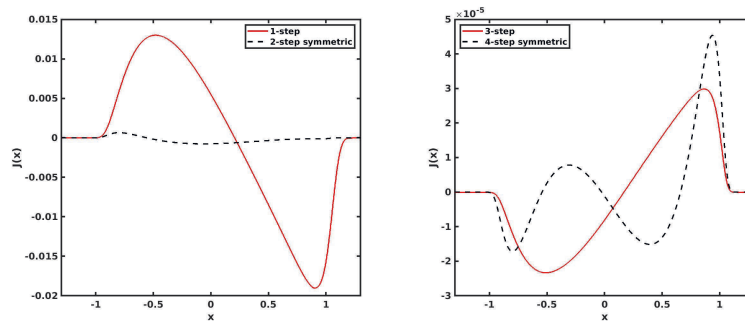 0.015
0.01
0.005
0
-0.005
-0.01
-0.015
-0.02
J(x)
-1 -0.5 0 0.5 1
x
1-step
2-step symmetric
×10⁻⁵
5
4
3
2
1
0
-1
-2
-3
J(x)
-1 -0.5 0 0.5 1
x
3-step
4-step symmetric